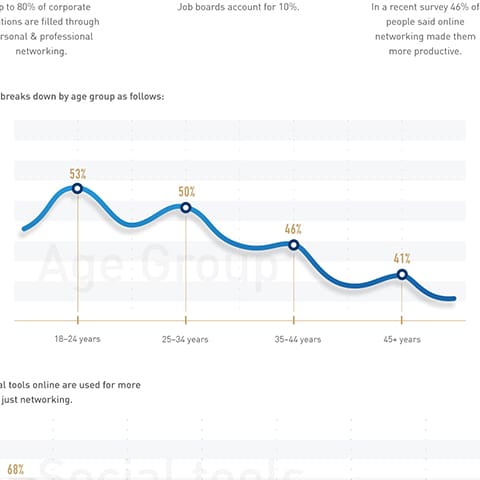 p to 80% of corporate
tions are filled through
rsonal & professional
networking.
Job boards account for 10%.
In a recent survey 46% of
people said online
networking made them
more productive.
breaks down by age group as follows:
53%
50%
46%
41%
Age Group
18–24 years
25–34 years
35–44 years
45+ years
al tools online are used for more
just networking.
68%
Social tools